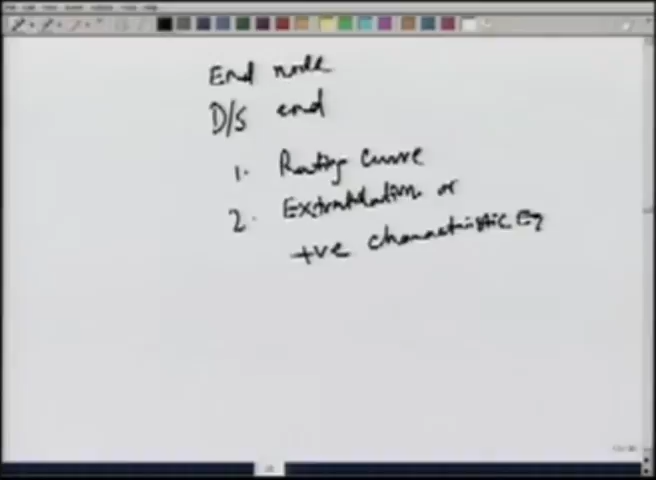 End node
D/S end
1. Rating Curve
2. Extrapolation or
+ve characteristic Eq